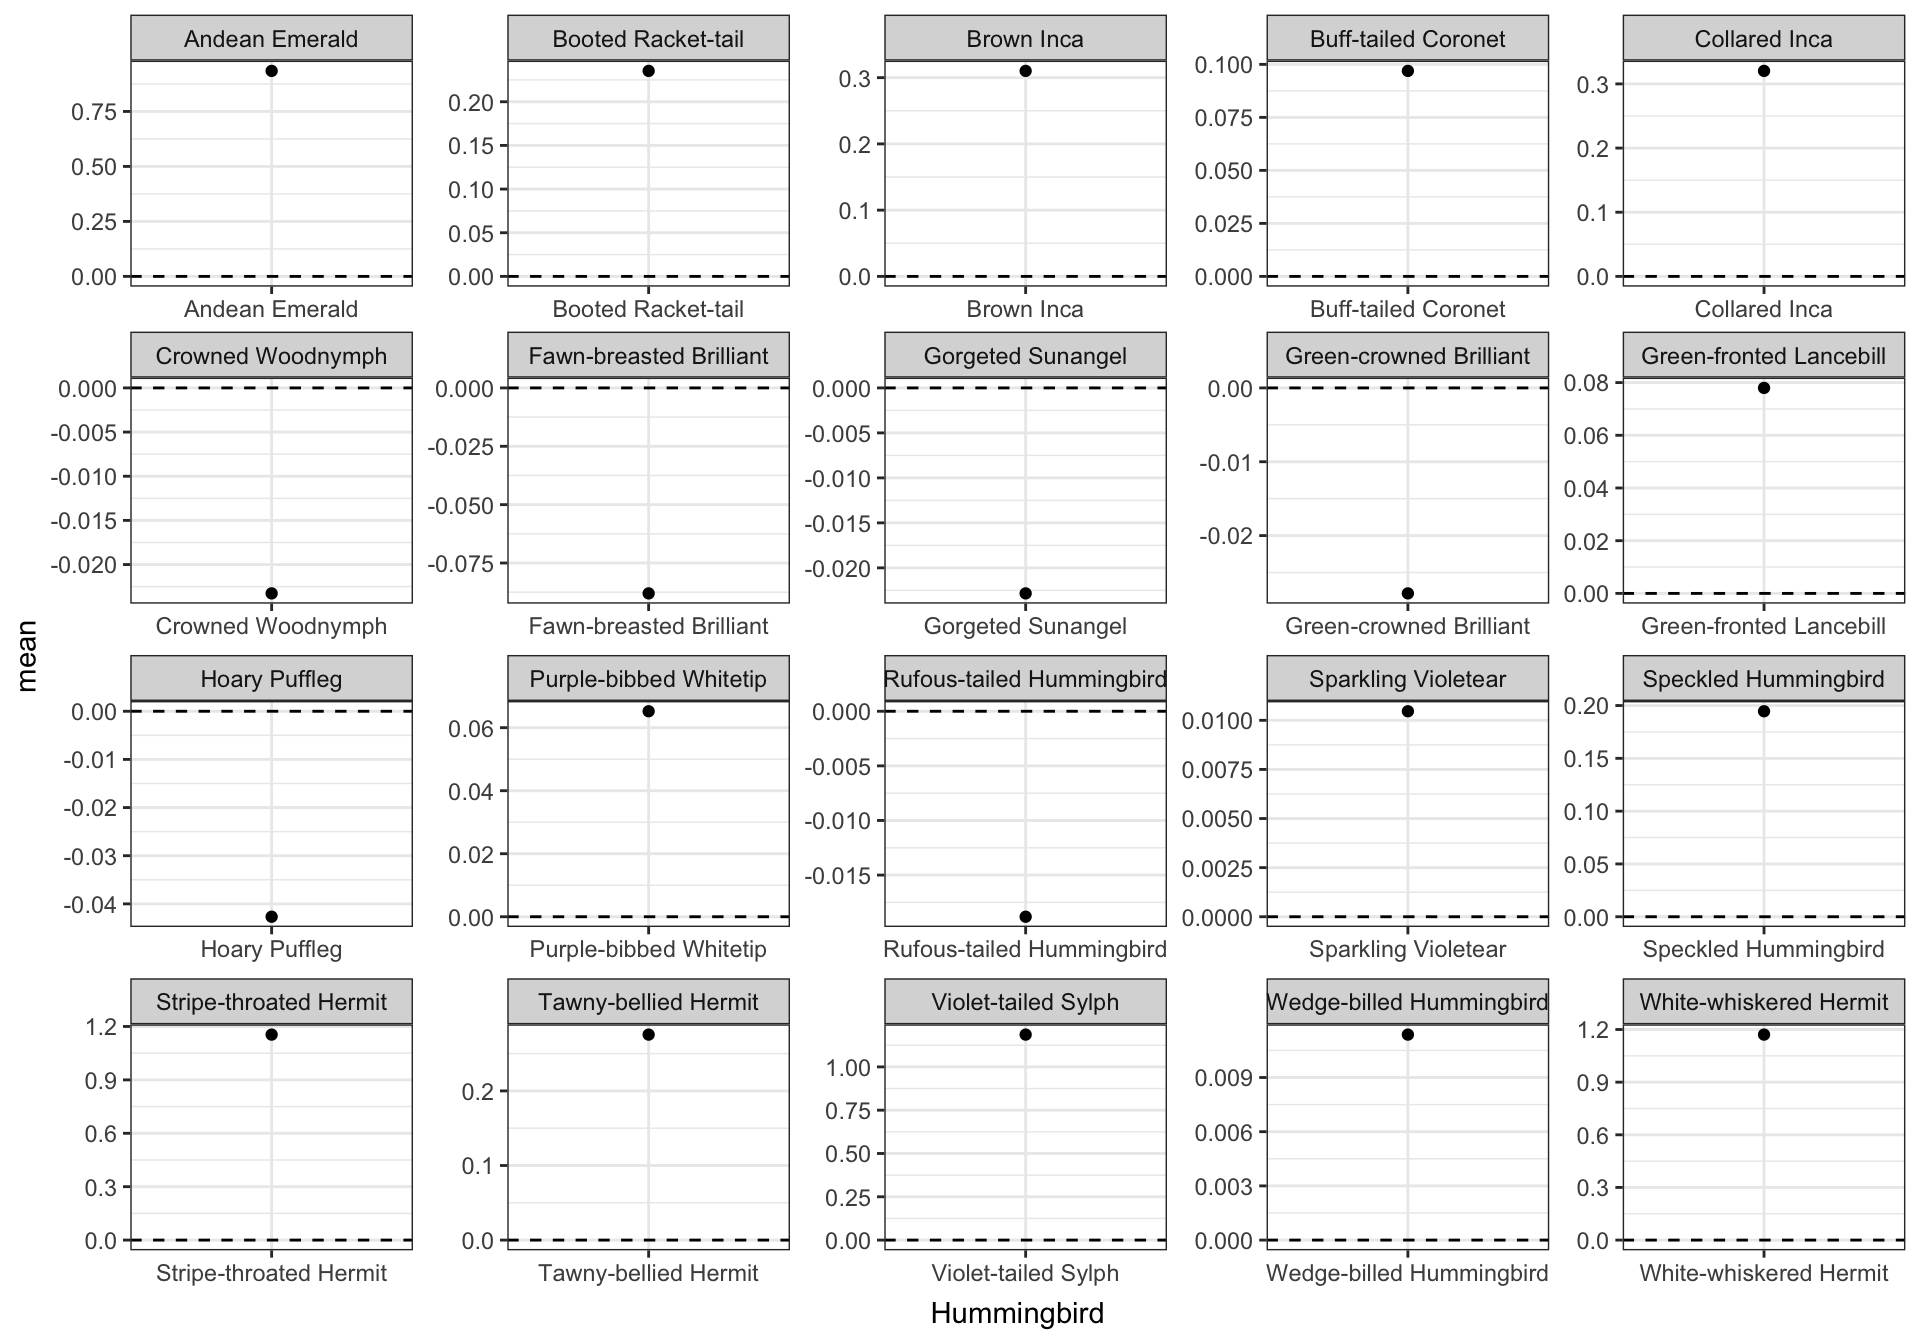 Andean Emerald
Booted Racket-tail
Brown Inca
Buff-tailed Coronet
Collared Inca
0.75
0.50
0.25
0.00
0.20
0.15
0.10
0.05
0.00
0.3
0.2
0.1
0.0
0.100
0.075
0.050
0.025
0.000
0.3
0.2
0.1
0.0
Andean Emerald
Booted Racket-tail
Brown Inca
Buff-tailed Coronet
Collared Inca
Crowned Woodnymph
Fawn-breasted Brilliant
Gorgeted Sunangel
Green-crowned Brilliant
Green-fronted Lancebill
0.000
-0.005
-0.010
-0.015
-0.020
0.000
-0.025
-0.050
-0.075
0.000
-0.005
-0.010
-0.015
-0.020
0.00
-0.01
-0.02
0.08
0.06
0.04
0.02
0.00
Crowned Woodnymph
Fawn-breasted Brilliant
Gorgeted Sunangel
Green-crowned Brilliant
Green-fronted Lancebill
mean
Hoary Puffleg
Purple-bibbed Whitetip
Rufous-tailed Hummingbird
Sparkling Violetear
Speckled Hummingbird
0.00
-0.01
-0.02
-0.03
-0.04
0.06
0.04
0.02
0.00
0.000
-0.005
-0.010
-0.015
0.0100
0.0075
0.0050
0.0025
0.0000
0.20
0.15
0.10
0.05
0.00
Hoary Puffleg
Purple-bibbed Whitetip
Rufous-tailed Hummingbird
Sparkling Violetear
Speckled Hummingbird
Stripe-throated Hermit
Tawny-bellied Hermit
Violet-tailed Sylph
Wedge-billed Hummingbird
White-whiskered Hermit
1.2
0.9
0.6
0.3
0.0
0.2
0.1
0.0
1.00
0.75
0.50
0.25
0.00
0.009
0.006
0.003
0.000
1.2
0.9
0.6
0.3
0.0
Stripe-throated Hermit
Tawny-bellied Hermit
Violet-tailed Sylph
Wedge-billed Hummingbird
White-whiskered Hermit
Hummingbird